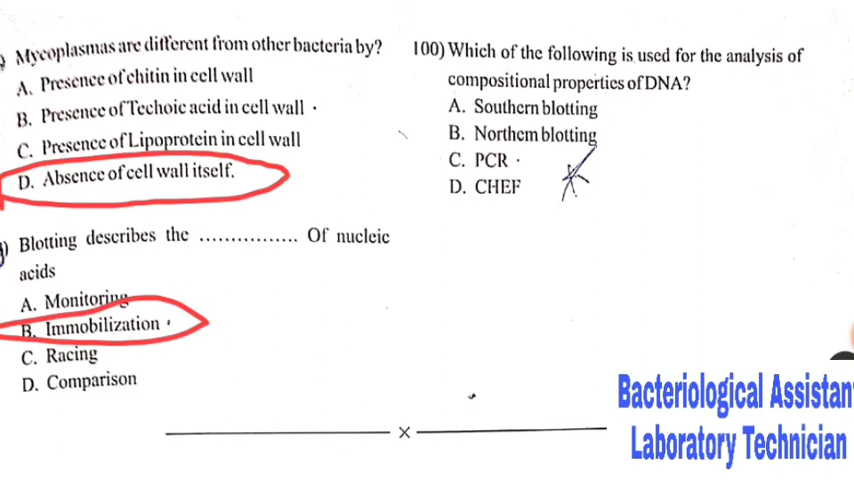 Mycoplasmas are different from other bacteria by?
A. Presence of chitin in cell wall
B. Presence of Techoic acid in cell wall
C. Presence of Lipoprotein in cell wall
D. Absence of cell wall itself.
Blotting describes the ................ Of nucleic
acids
A. Monitoring
B. Immobilization
C. Racing
D. Comparison
100) Which of the following is used for the analysis of
compositional properties of DNA?
A. Southern blotting
B. Northern blotting
C. PCR
D. CHEF
×
Bacteriological Assistan
Laboratory Technician